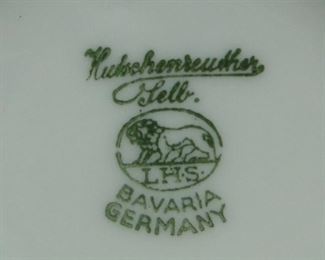 Hutschenreuther
Selb.
L.H.S.
BAVARIA
GERMANY